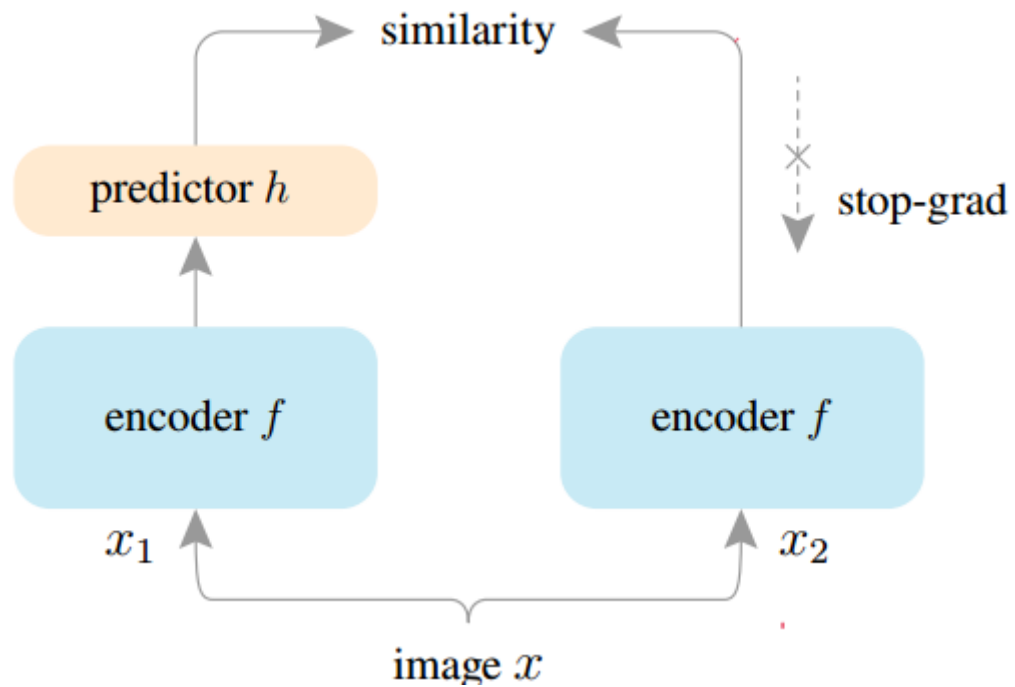 similarity
predictor h
stop-grad
encoder f
encoder f
x₁
x₂
image x